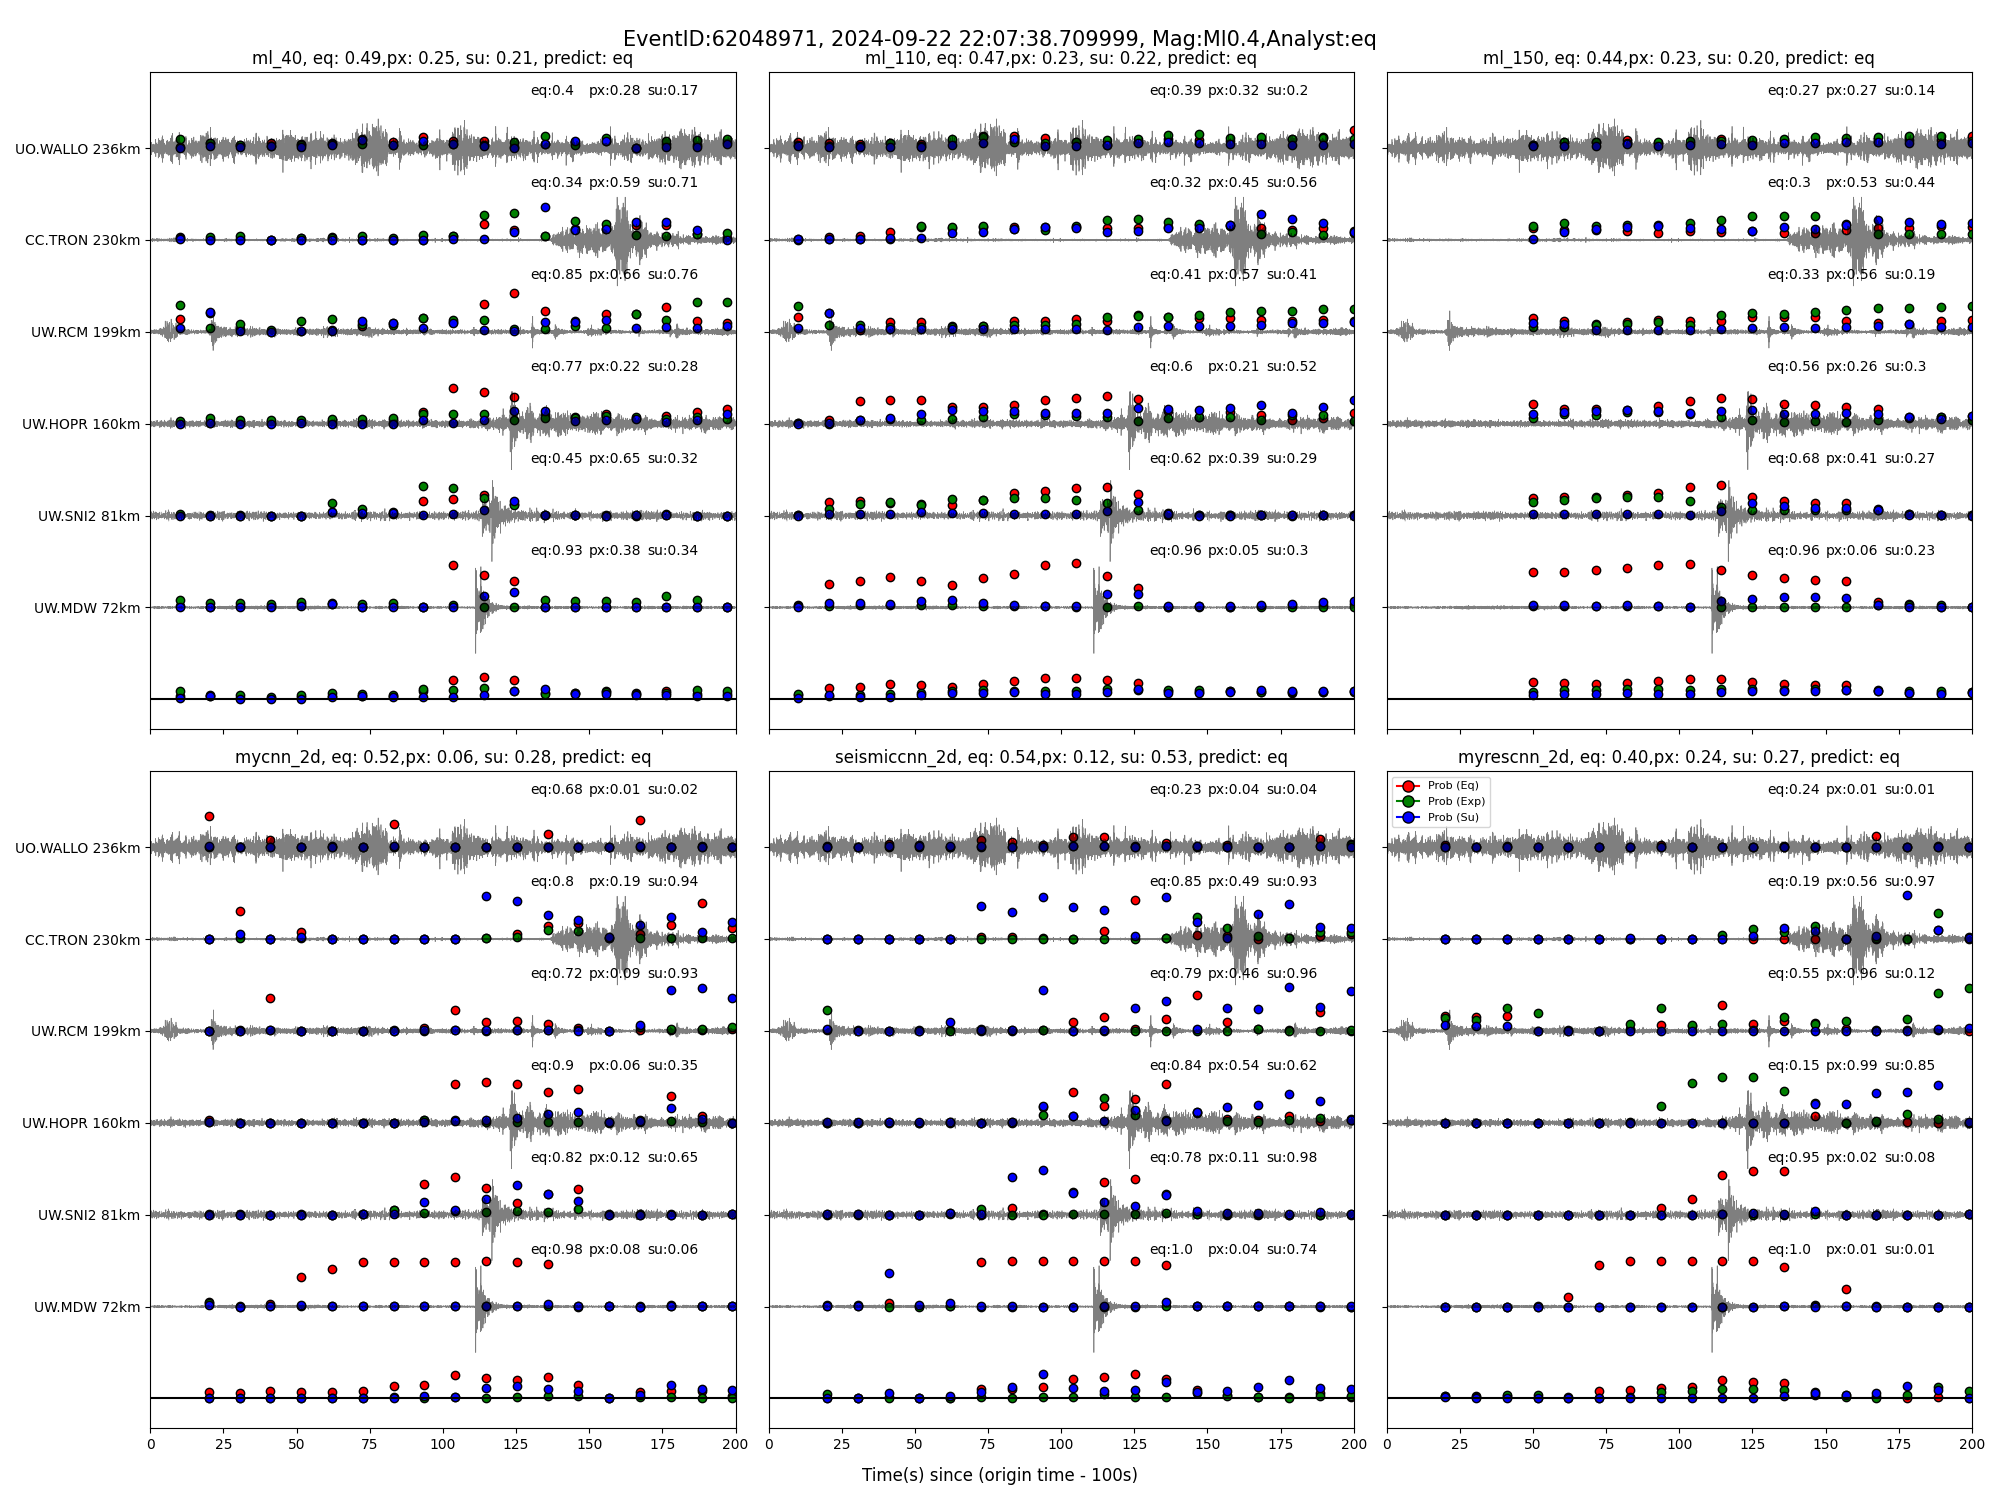 EventID:62048971, 2024-09-22 22:07:38.709999, Mag:Ml0.4,Analyst:eq
ml_40, eq: 0.49,px: 0.25, su: 0.21, predict: eq
eq:0.4 px:0.28 su:0.17
UO.WALLO 236km
eq:0.34 px:0.59 su:0.71
CC.TRON 230km
eq:0.85 px:0.66 su:0.76
UW.RCM 199km
eq:0.77 px:0.22 su:0.28
UW.HOPR 160km
eq:0.45 px:0.65 su:0.32
UW.SNI2 81km
eq:0.93 px:0.38 su:0.34
UW.MDW 72km
ml_110, eq: 0.47,px: 0.23, su: 0.22, predict: eq
eq:0.39 px:0.32 su:0.2
eq:0.32 px:0.45 su:0.56
eq:0.41 px:0.57 su:0.41
eq:0.6 px:0.21 su:0.52
eq:0.62 px:0.39 su:0.29
eq:0.96 px:0.05 su:0.3
ml_150, eq: 0.44,px: 0.23, su: 0.20, predict: eq
eq:0.27 px:0.27 su:0.14
eq:0.3 px:0.53 su:0.44
eq:0.33 px:0.56 su:0.19
eq:0.56 px:0.26 su:0.3
eq:0.68 px:0.41 su:0.27
eq:0.96 px:0.06 su:0.23
mycnn_2d, eq: 0.52,px: 0.06, su: 0.28, predict: eq
eq:0.68 px:0.01 su:0.02
UO.WALLO 236km
eq:0.8 px:0.19 su:0.94
CC.TRON 230km
eq:0.72 px:0.09 su:0.93
UW.RCM 199km
eq:0.9 px:0.06 su:0.35
UW.HOPR 160km
eq:0.82 px:0.12 su:0.65
UW.SNI2 81km
eq:0.98 px:0.08 su:0.06
UW.MDW 72km
0 25 50 75 100 125 150 175 200
seismiccnn_2d, eq: 0.54,px: 0.12, su: 0.53, predict: eq
eq:0.23 px:0.04 su:0.04
eq:0.85 px:0.49 su:0.93
eq:0.79 px:0.46 su:0.96
eq:0.84 px:0.54 su:0.62
eq:0.78 px:0.11 su:0.98
eq:1.0 px:0.04 su:0.74
0 25 50 75 100 125 150 175 200
myrescnn_2d, eq: 0.40,px: 0.24, su: 0.27, predict: eq
Prob (Eq)
Prob (Exp)
Prob (Su)
eq:0.24 px:0.01 su:0.01
eq:0.19 px:0.56 su:0.97
eq:0.55 px:0.96 su:0.12
eq:0.15 px:0.99 su:0.85
eq:0.95 px:0.02 su:0.08
eq:1.0 px:0.01 su:0.01
0 25 50 75 100 125 150 175 200
Time(s) since (origin time - 100s)